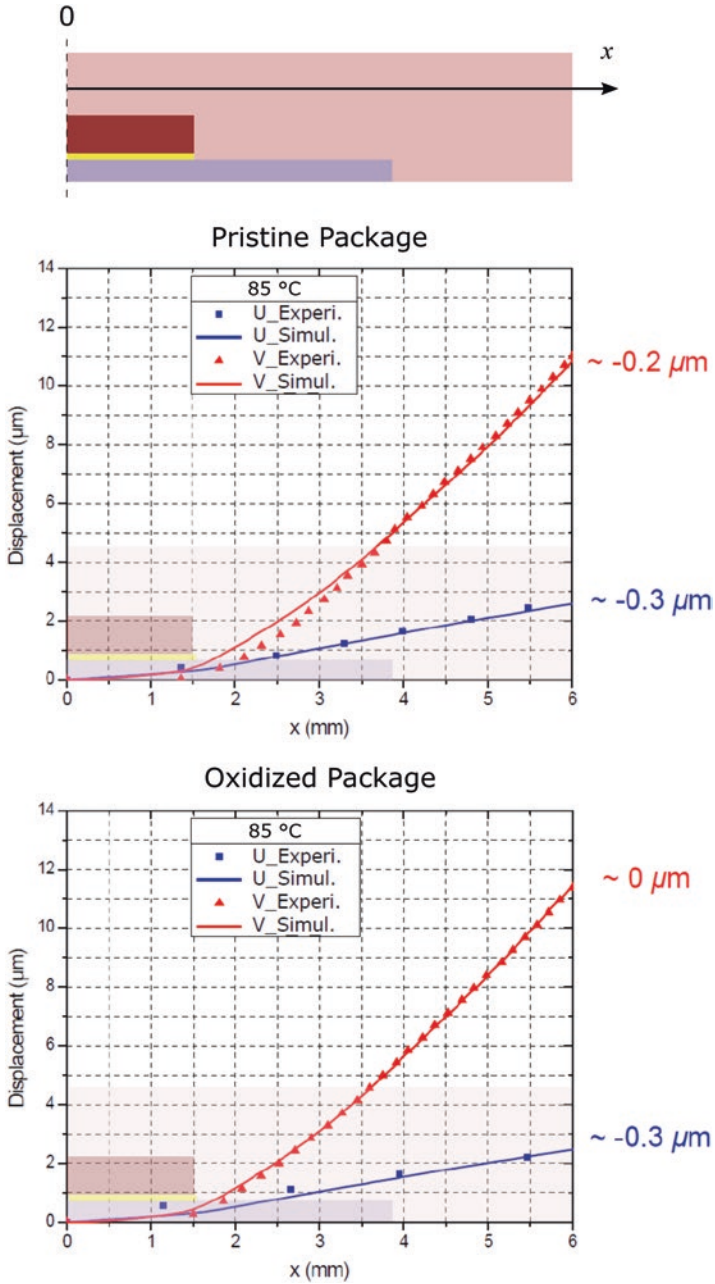 0
x
Pristine Package
14
12
10
8
6
4
2
0
Displacement (µm)
85 °C
U_Experi.
U_Simul.
V_Experi.
V_Simul.
~ -0.2 µm
~ -0.3 µm
0 1 2 3 4 5 6
x (mm)
Oxidized Package
14
12
10
8
6
4
2
0
Displacement (µm)
85 °C
U_Experi.
U_Simul.
V_Experi.
V_Simul.
~ 0 µm
~ -0.3 µm
0 1 2 3 4 5 6
x (mm)